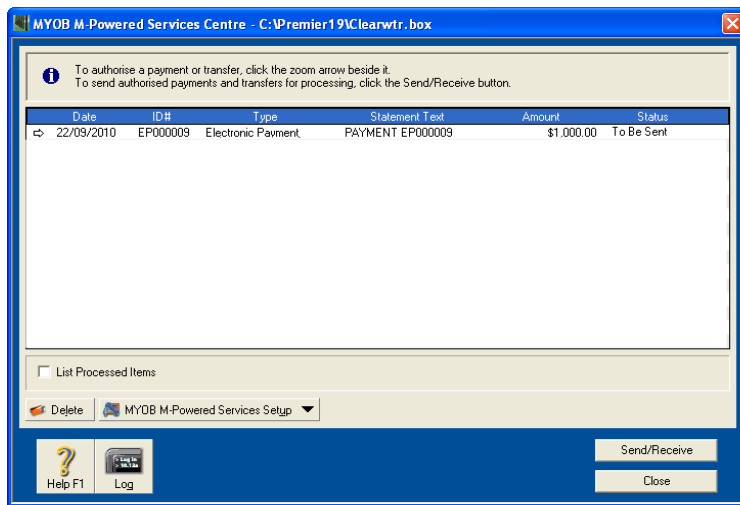 MYOB M-Powered Services Centre - C:\Premier19\Clearwtr.box
To authorise a payment or transfer, click the zoom arrow beside it.
To send authorised payments and transfers for processing, click the Send/Receive button.
Date ID# Type Statement Text Amount Status
22/09/2010 EP000009 Electronic Payment PAYMENT EP000009 $1,000.00 To Be Sent
List Processed Items
Delete MYOB M-Powered Services Setup
Send/Receive
Help F1 Log
Close